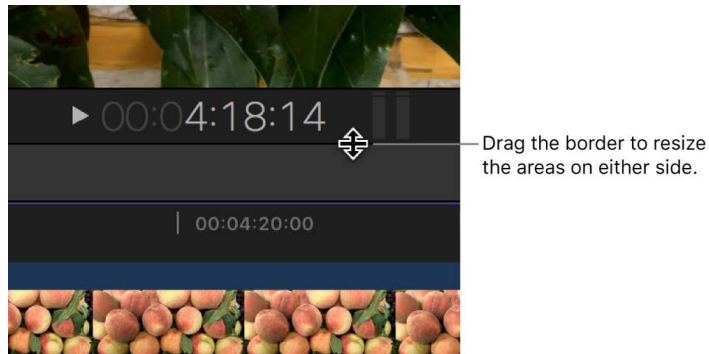 00:04:18:14
Drag the border to resize
the areas on either side.
00:04:20:00